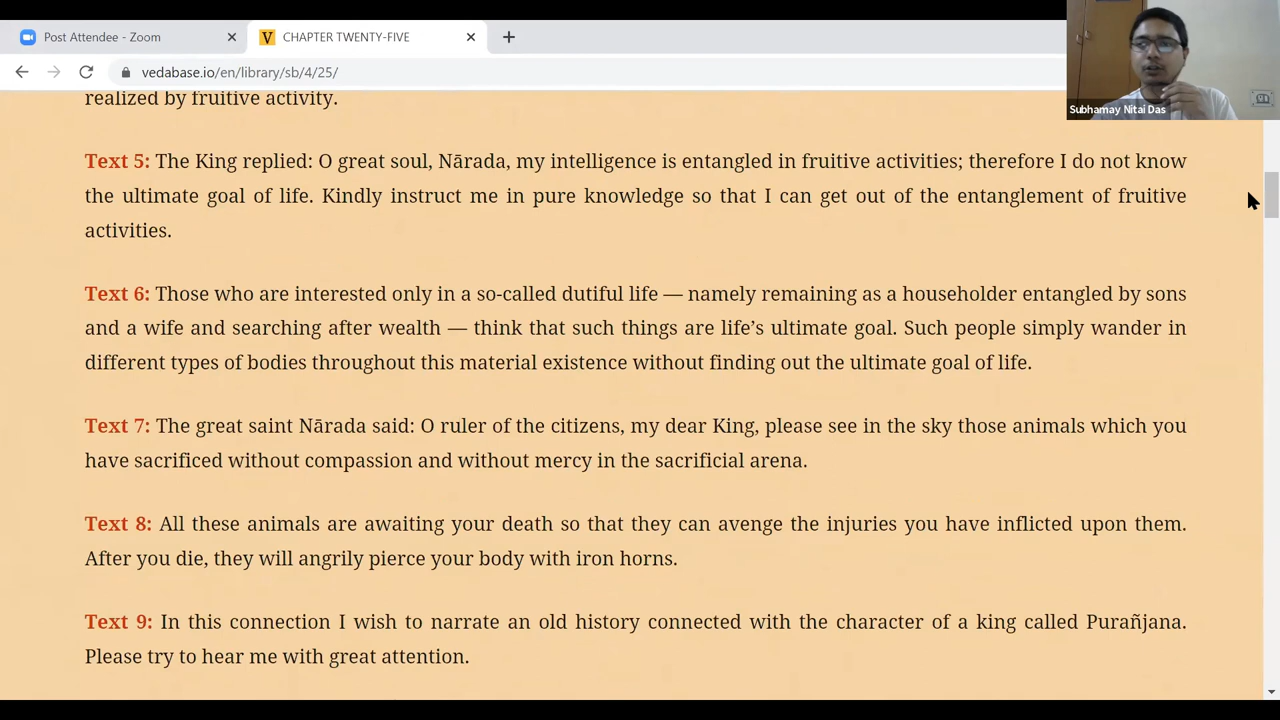 Post Attendee - Zoom
CHAPTER TWENTY-FIVE
vedabase.io/en/library/sb/4/25/
Subhamay Nitai Das
realized by fruitive activity.
Text 5: The King replied: O great soul, Nārada, my intelligence is entangled in fruitive activities; therefore I do not know
the ultimate goal of life. Kindly instruct me in pure knowledge so that I can get out of the entanglement of fruitive
activities.
Text 6: Those who are interested only in a so-called dutiful life — namely remaining as a householder entangled by sons
and a wife and searching after wealth — think that such things are life’s ultimate goal. Such people simply wander in
different types of bodies throughout this material existence without finding out the ultimate goal of life.
Text 7: The great saint Nārada said: O ruler of the citizens, my dear King, please see in the sky those animals which you
have sacrificed without compassion and without mercy in the sacrificial arena.
Text 8: All these animals are awaiting your death so that they can avenge the injuries you have inflicted upon them.
After you die, they will angrily pierce your body with iron horns.
Text 9: In this connection I wish to narrate an old history connected with the character of a king called Purañjana.
Please try to hear me with great attention.